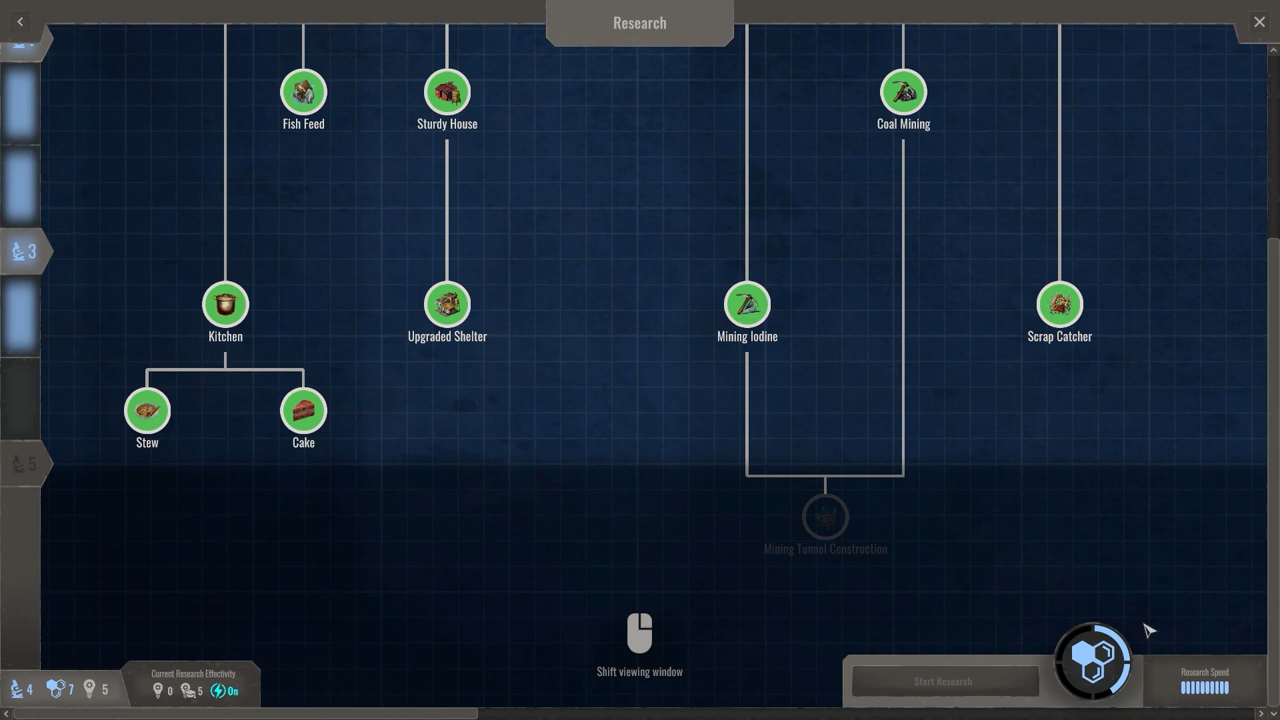 Research
Fish Feed
Sturdy House
Coal Mining
3
Kitchen
Upgraded Shelter
Mining Iodine
Scrap Catcher
Stew
Cake
5
Mining Tunnel Construction
Shift viewing window
Current Research Effectivity
4 7 5
0 5 On
Start Research
Research Speed